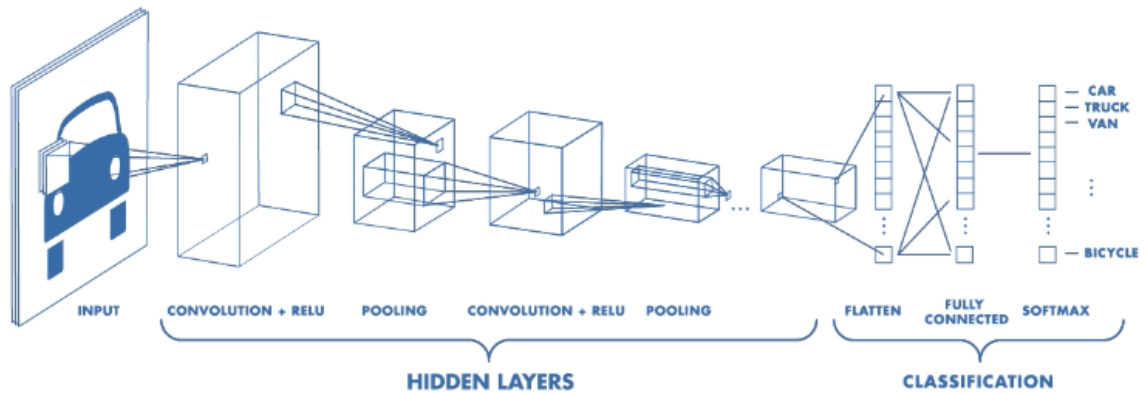 CAR
TRUCK
VAN
BICYCLE
INPUT
CONVOLUTION + RELU
POOLING
CONVOLUTION + RELU
POOLING
FLATTEN
FULLY
CONNECTED
SOFTMAX
HIDDEN LAYERS
CLASSIFICATION